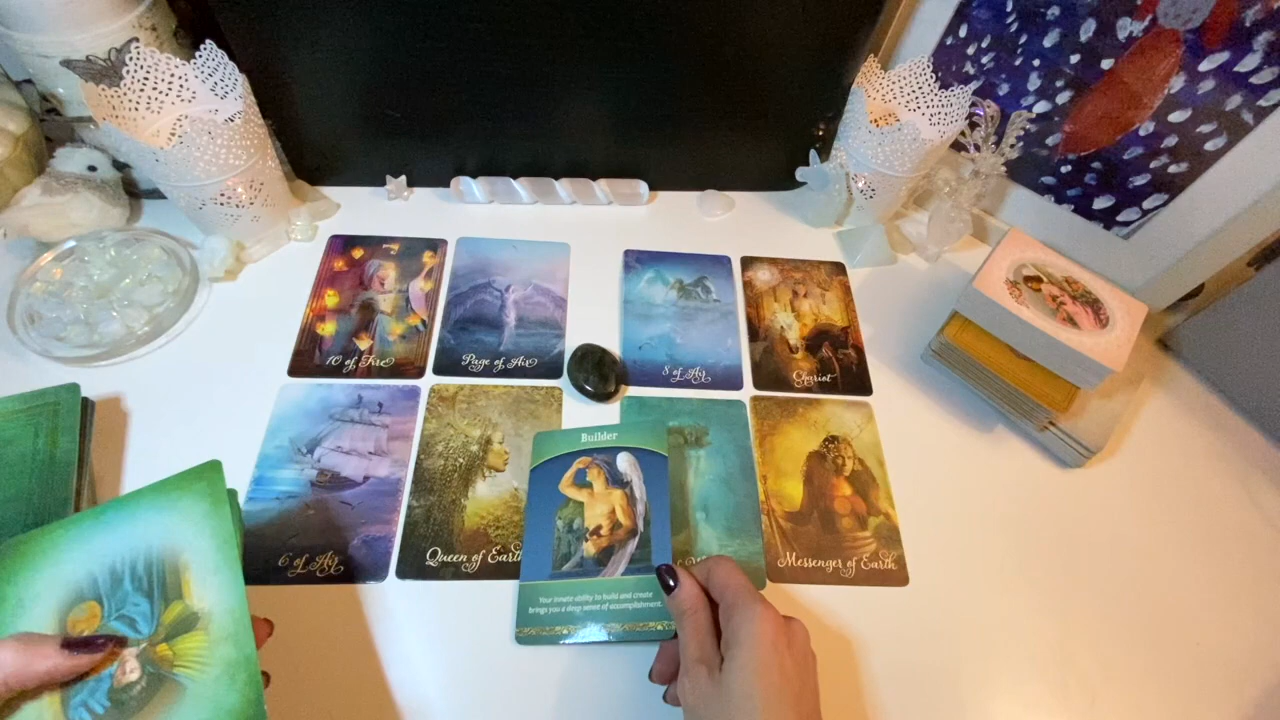 10 of Fire
Page of Air
8 of Air
Chariot
6 of Air
Queen of Earth
Builder
Your innate ability to build and create
brings you a deep sense of accomplishment.
of
Messenger of Earth